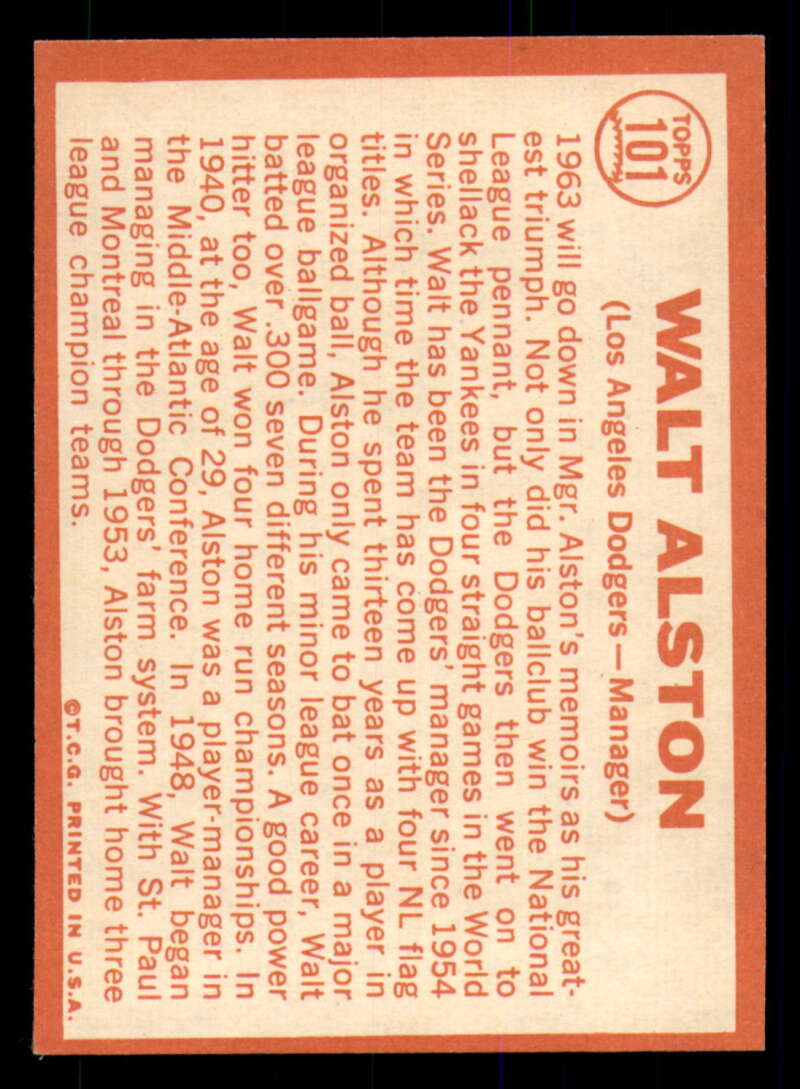 TOPPS
101
WALT ALSTON
(Los Angeles Dodgers—Manager)
1963 will go down in Mgr. Alston's memoirs as his great-
est triumph. Not only did his ballclub win the National
League pennant, but the Dodgers then went on to
shellack the Yankees in four straight games in the World
Series. Walt has been the Dodgers' manager since 1954
in which time the team has come up with four NL flag
titles. Although he spent thirteen years as a player in
organized ball, Alston only came to bat once in a major
league ballgame. During his minor league career, Walt
batted over .300 seven different seasons. A good power
hitter too, Walt won four home run championships. In
1940, at the age of 29, Alston was a player-manager in
the Middle-Atlantic Conference. In 1948, Walt began
managing in the Dodgers' farm system. With St. Paul
and Montreal through 1953, Alston brought home three
league champion teams.
©T.C.G. PRINTED IN U.S.A.